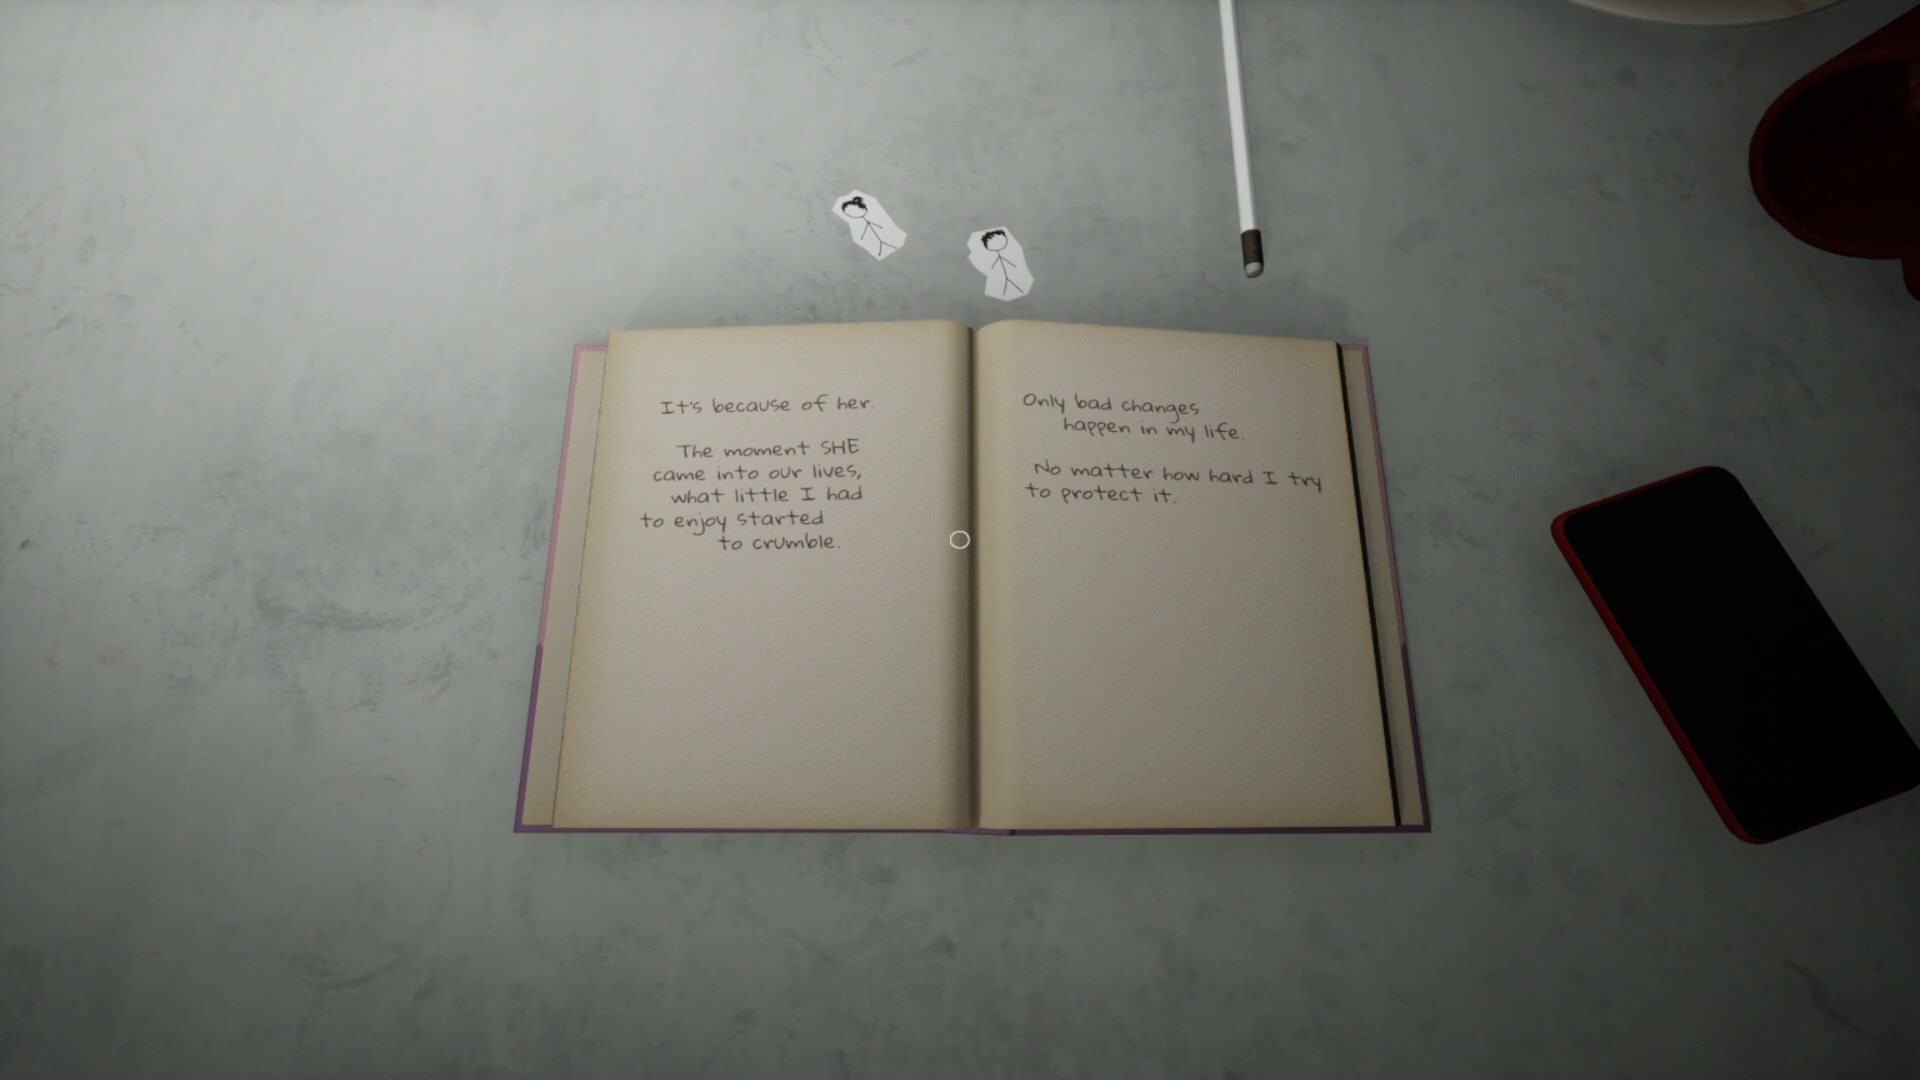 It's because of her.
The moment SHE
came into our lives,
what little I had
to enjoy started
to crumble.
Only bad changes
happen in my life.
No matter how hard I try
to protect it.